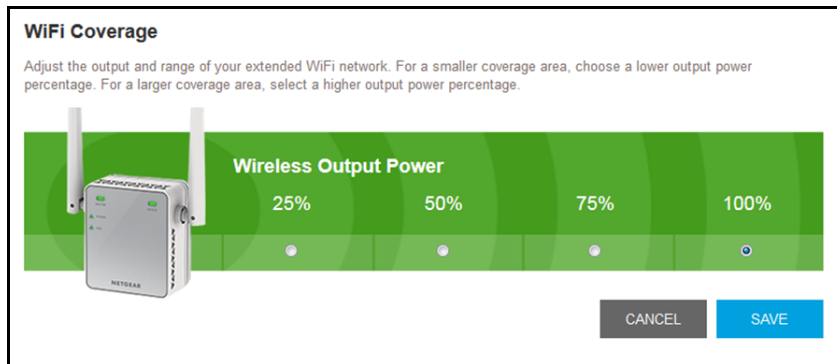 WiFi Coverage
Adjust the output and range of your extended WiFi network. For a smaller coverage area, choose a lower output power
percentage. For a larger coverage area, select a higher output power percentage.
Wireless Output Power
25% 50% 75% 100%
NETGEAR
CANCEL SAVE